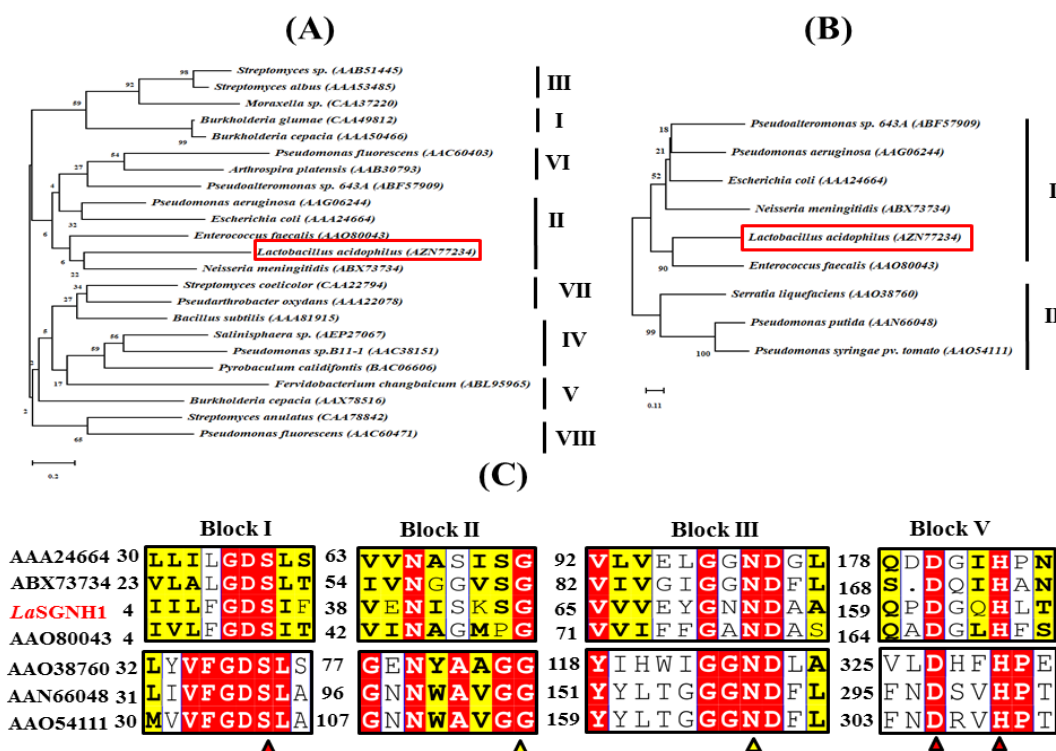 (A)
Streptomyces sp. (AAB51445)
Streptomyces albus (AAA53485)
Moraxella sp. (CAA37220)
Burkholderia glumae (CAA49812)
Burkholderia cepacia (AAA50466)
Pseudomonas fluorescens (AAC60403)
Arthrospira platensis (AAB30793)
Pseudoalteromonas sp. 643A (ABF57909)
Pseudomonas aeruginosa (AAG06244)
Escherichia coli (AAA24664)
Enterococcus faecalis (AAO80043)
Lactobacillus acidophilus (AZN77234)
Neisseria meningitidis (ABX73734)
Streptomyces coelicolor (CAA22794)
Pseudarthrobacter oxydans (AAA22078)
Bacillus subtilis (AAA81915)
Salinisphaera sp. (AEP27067)
Pseudomonas sp.B11-1 (AAC38151)
Pyrobaculum calidifontis (BAC06606)
Fervidobacterium changbaicum (ABL95965)
Burkholderia cepacia (AAX78516)
Streptomyces anulatus (CAA78842)
Pseudomonas fluorescens (AAC60471)
98
92
59
99
54
27
4
32
6
6
22
34
27
5
56
59
17
2
2
65
0.2
III
I
VI
II
VII
IV
V
VIII
(B)
Pseudoalteromonas sp. 643A (ABF57909)
Pseudomonas aeruginosa (AAG06244)
Escherichia coli (AAA24664)
Neisseria meningitidis (ABX73734)
Lactobacillus acidophilus (AZN77234)
Enterococcus faecalis (AAO80043)
Serratia liquefaciens (AAO38760)
Pseudomonas putida (AAN66048)
Pseudomonas syringae pv. tomato (AAO54111)
18
21
52
90
99
100
0.11
I
II
(C)
Block I Block II Block III Block V
AAA24664 30 LLILGDSLS 63 VVNASISG 92 VLVELGGNDGL 178 QDDGIHPN
ABX73734 23 VLALGDSLT 54 IVNGGVSG 82 IVGIGGNDFL 168 S.DQIHAN
LaSGNH1 4 IILFGDSIF 38 VENISKSG 65 VVVEYGNNDAA 159 QPDGQHLT
AAO80043 4 IVLFGDSIT 42 VINAGMPG 71 VVIFFGANDAS 164 QADGLHFS
AAO38760 32 LYVFGDSLS 77 GENYAAGG 118 YIHWIGGNDLA 325 VLDHFHPE
AAN66048 31 LIVFGDSLA 96 GNNWAVGG 151 YYLTGGGNDFL 295 FNDSVHPT
AAO54111 30 MVVFGDSLA 107 GNNWAVGG 159 YYLTGGGNDFL 303 FNDRVHPT